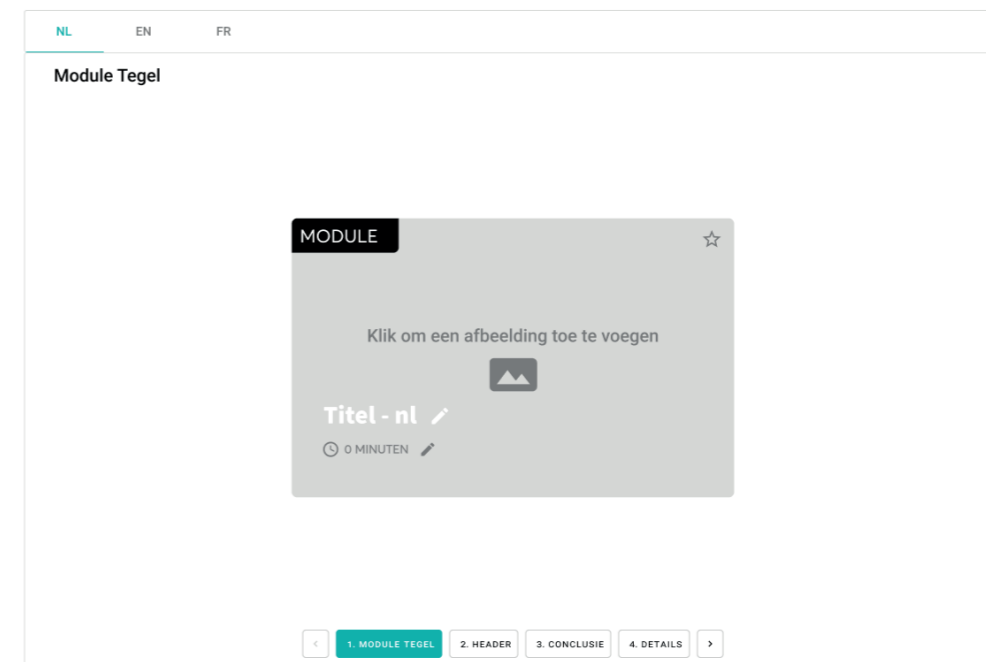 NL EN FR
Module Tegel
MODULE
Klik om een afbeelding toe te voegen
Titel - nl
0 MINUTEN
1. MODULE TEGEL 2. HEADER 3. CONCLUSIE 4. DETAILS